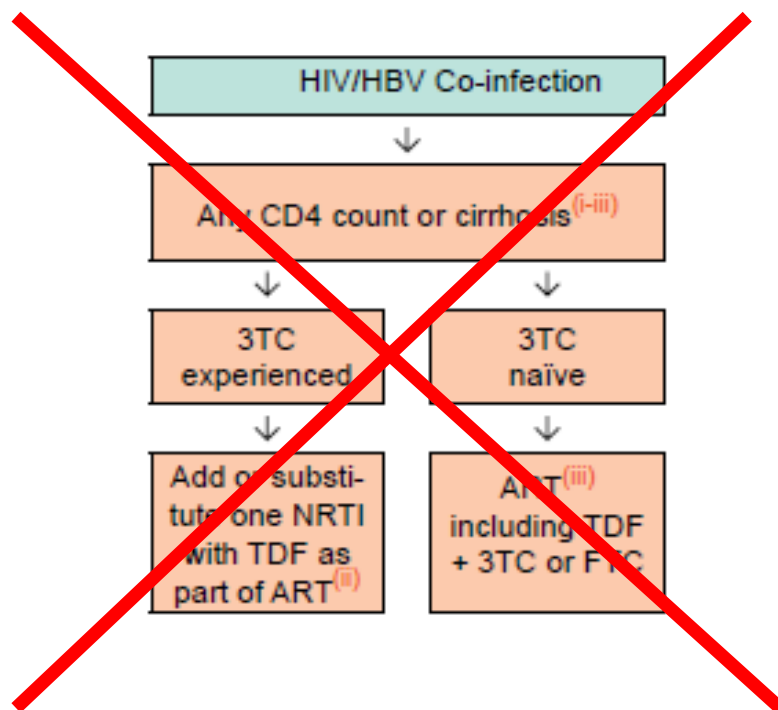 HIV/HBV Co-infection
Any CD4 count or cirrhosis(i-iii)
3TC
experienced
3TC
naïve
Add or substi-
tute one NRTI
with TDF as
part of ART(ii)
ART(iii)
including TDF
+ 3TC or FTC